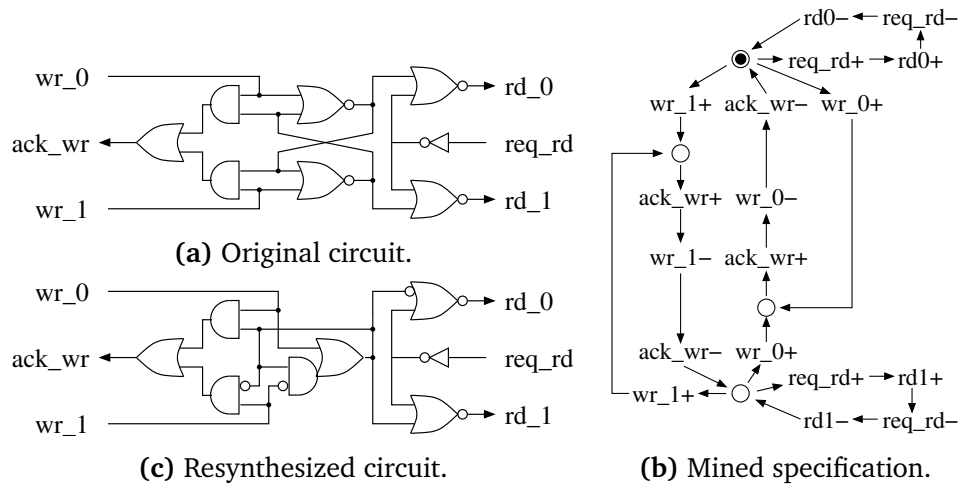 wr_0
ack_wr
wr_1
rd_0
req_rd
rd_1
(a) Original circuit.
wr_0
ack_wr
wr_1
rd_0
req_rd
rd_1
(c) Resynthesized circuit.
rd0− req_rd−
req_rd+ rd0+
wr_1+ ack_wr− wr_0+
ack_wr+ wr_0−
wr_1− ack_wr+
ack_wr− wr_0+
req_rd+ rd1+
wr_1+
rd1− req_rd−
(b) Mined specification.